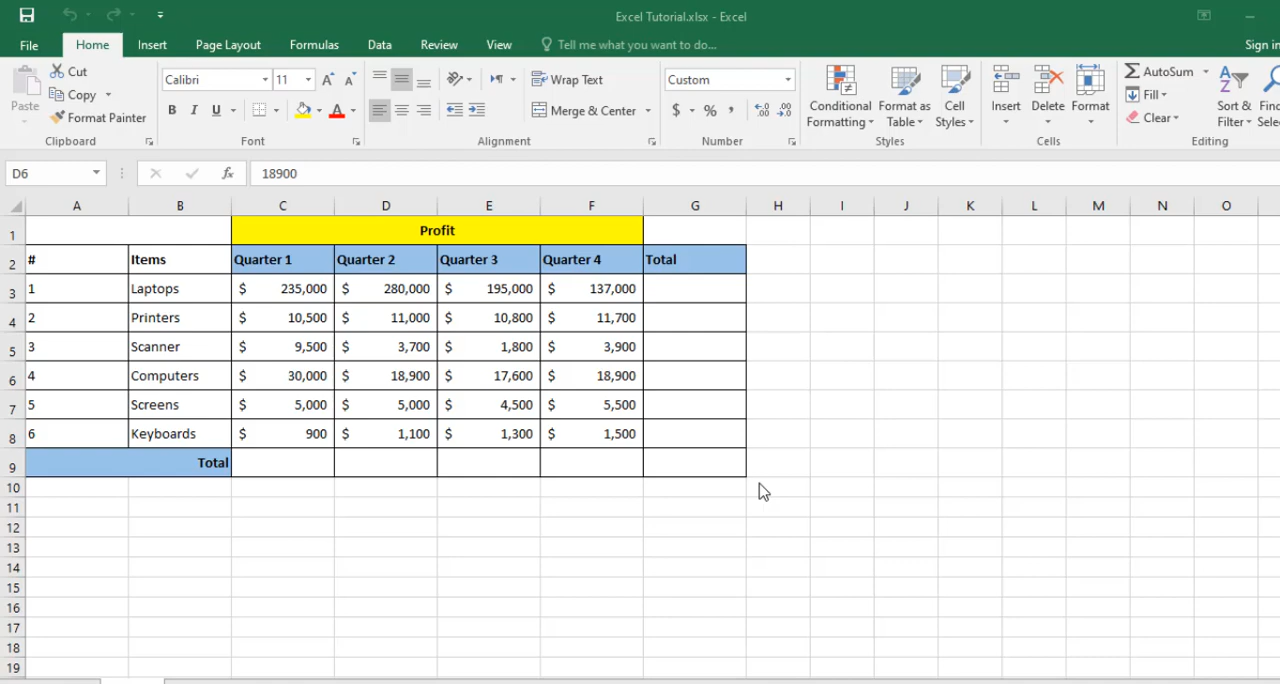 Excel Tutorial.xlsx - Excel
File Home Insert Page Layout Formulas Data Review View Tell me what you want to do... Sign in
Paste
Cut
Copy
Format Painter
Clipboard
Calibri 11
B I U
Font
Wrap Text
Merge & Center
Alignment
Custom
$ % ,
Number
Conditional Formatting
Format as Table
Cell Styles
Styles
Insert Delete Format
Cells
AutoSum
Fill
Clear
Sort & Filter
Editing
D6 fx 18900
A B C D E F G H I J K L M N O
1 Profit
2 # Items Quarter 1 Quarter 2 Quarter 3 Quarter 4 Total
3 1 Laptops $ 235,000 $ 280,000 $ 195,000 $ 137,000
4 2 Printers $ 10,500 $ 11,000 $ 10,800 $ 11,700
5 3 Scanner $ 9,500 $ 3,700 $ 1,800 $ 3,900
6 4 Computers $ 30,000 $ 18,900 $ 17,600 $ 18,900
7 5 Screens $ 5,000 $ 5,000 $ 4,500 $ 5,500
8 6 Keyboards $ 900 $ 1,100 $ 1,300 $ 1,500
9 Total
10
11
12
13
14
15
16
17
18
19